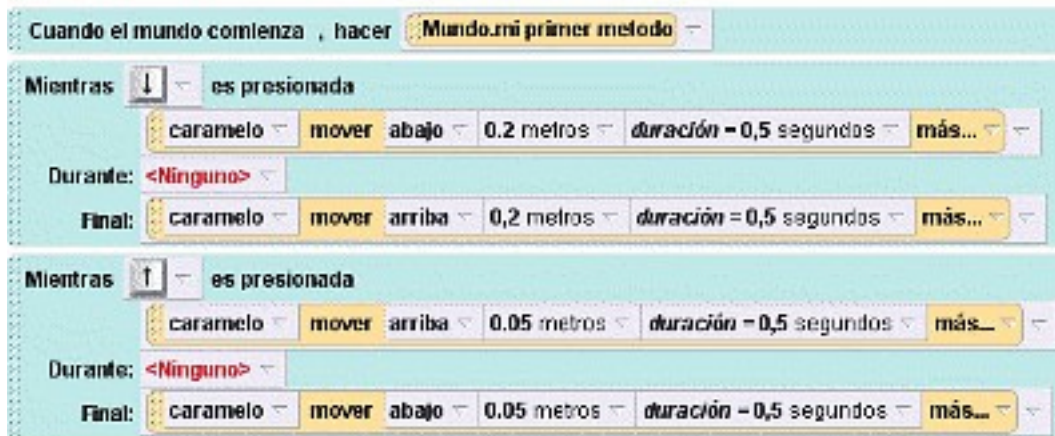 Cuando el mundo comienza , hacer Mundo.mi primer metodo
Mientras ↓ es presionada
caramelo mover abajo 0.2 metros duración = 0,5 segundos más...
Durante: <Ninguno>
Final: caramelo mover arriba 0,2 metros duración = 0,5 segundos más...
Mientras ↑ es presionada
caramelo mover arriba 0.05 metros duración = 0,5 segundos más...
Durante: <Ninguno>
Final: caramelo mover abajo 0.05 metros duración = 0,5 segundos más...